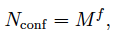 N_conf = M^f,